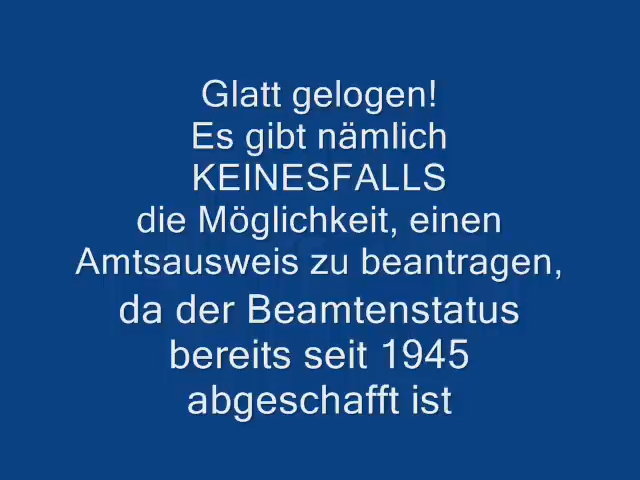 Glatt gelogen!
Es gibt nämlich
KEINESFALLS
die Möglichkeit, einen
Amtsausweis zu beantragen,
da der Beamtenstatus
bereits seit 1945
abgeschafft ist